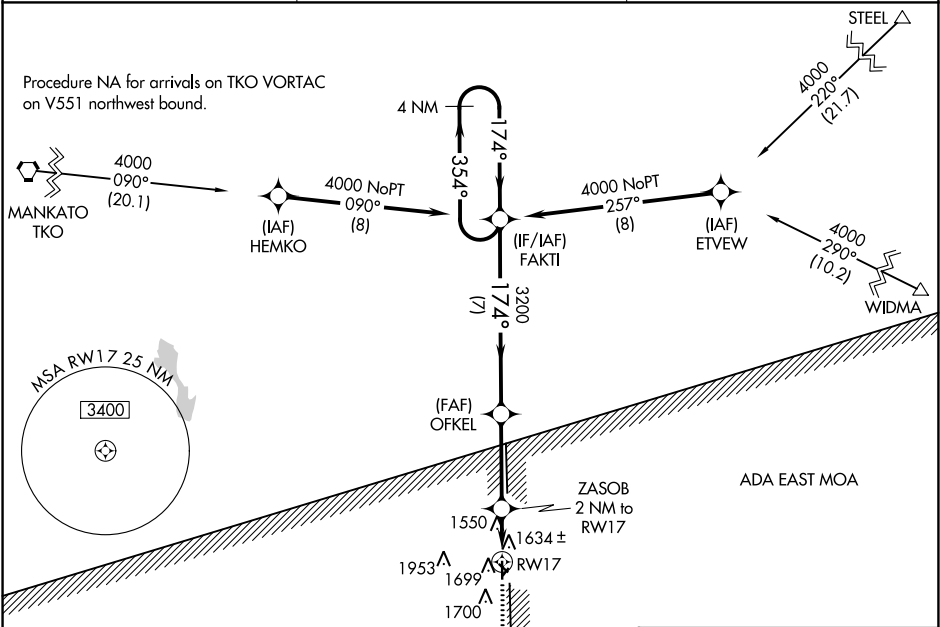 STEEL
Procedure NA for arrivals on TKO VORTAC
on V551 northwest bound.
4 NM
174°
354°
4000
220°
(21.7)
MANKATO
TKO
4000
090°
(20.1)
(IAF)
HEMKO
4000 NoPT
090°
(8)
(IF/IAF)
FAKTI
4000 NoPT
257°
(8)
(IAF)
ETVEW
4000
290°
(10.2)
WIDMA
3200
174°
(7)
MSA RW17 25 NM
3400
(FAF)
OFKEL
ADA EAST MOA
ZASOB
2 NM to
RW17
1550
1634 ±
1953
1699
RW17
1700